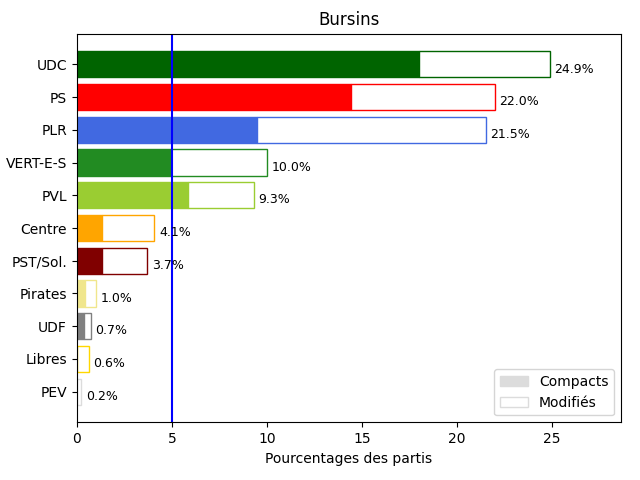 Bursins
UDC 24.9%
PS 22.0%
PLR 21.5%
VERT-E-S 10.0%
PVL 9.3%
Centre 4.1%
PST/Sol. 3.7%
Pirates 1.0%
UDF 0.7%
Libres 0.6%
PEV 0.2%
Compacts
Modifiés
0 5 10 15 20 25
Pourcentages des partis